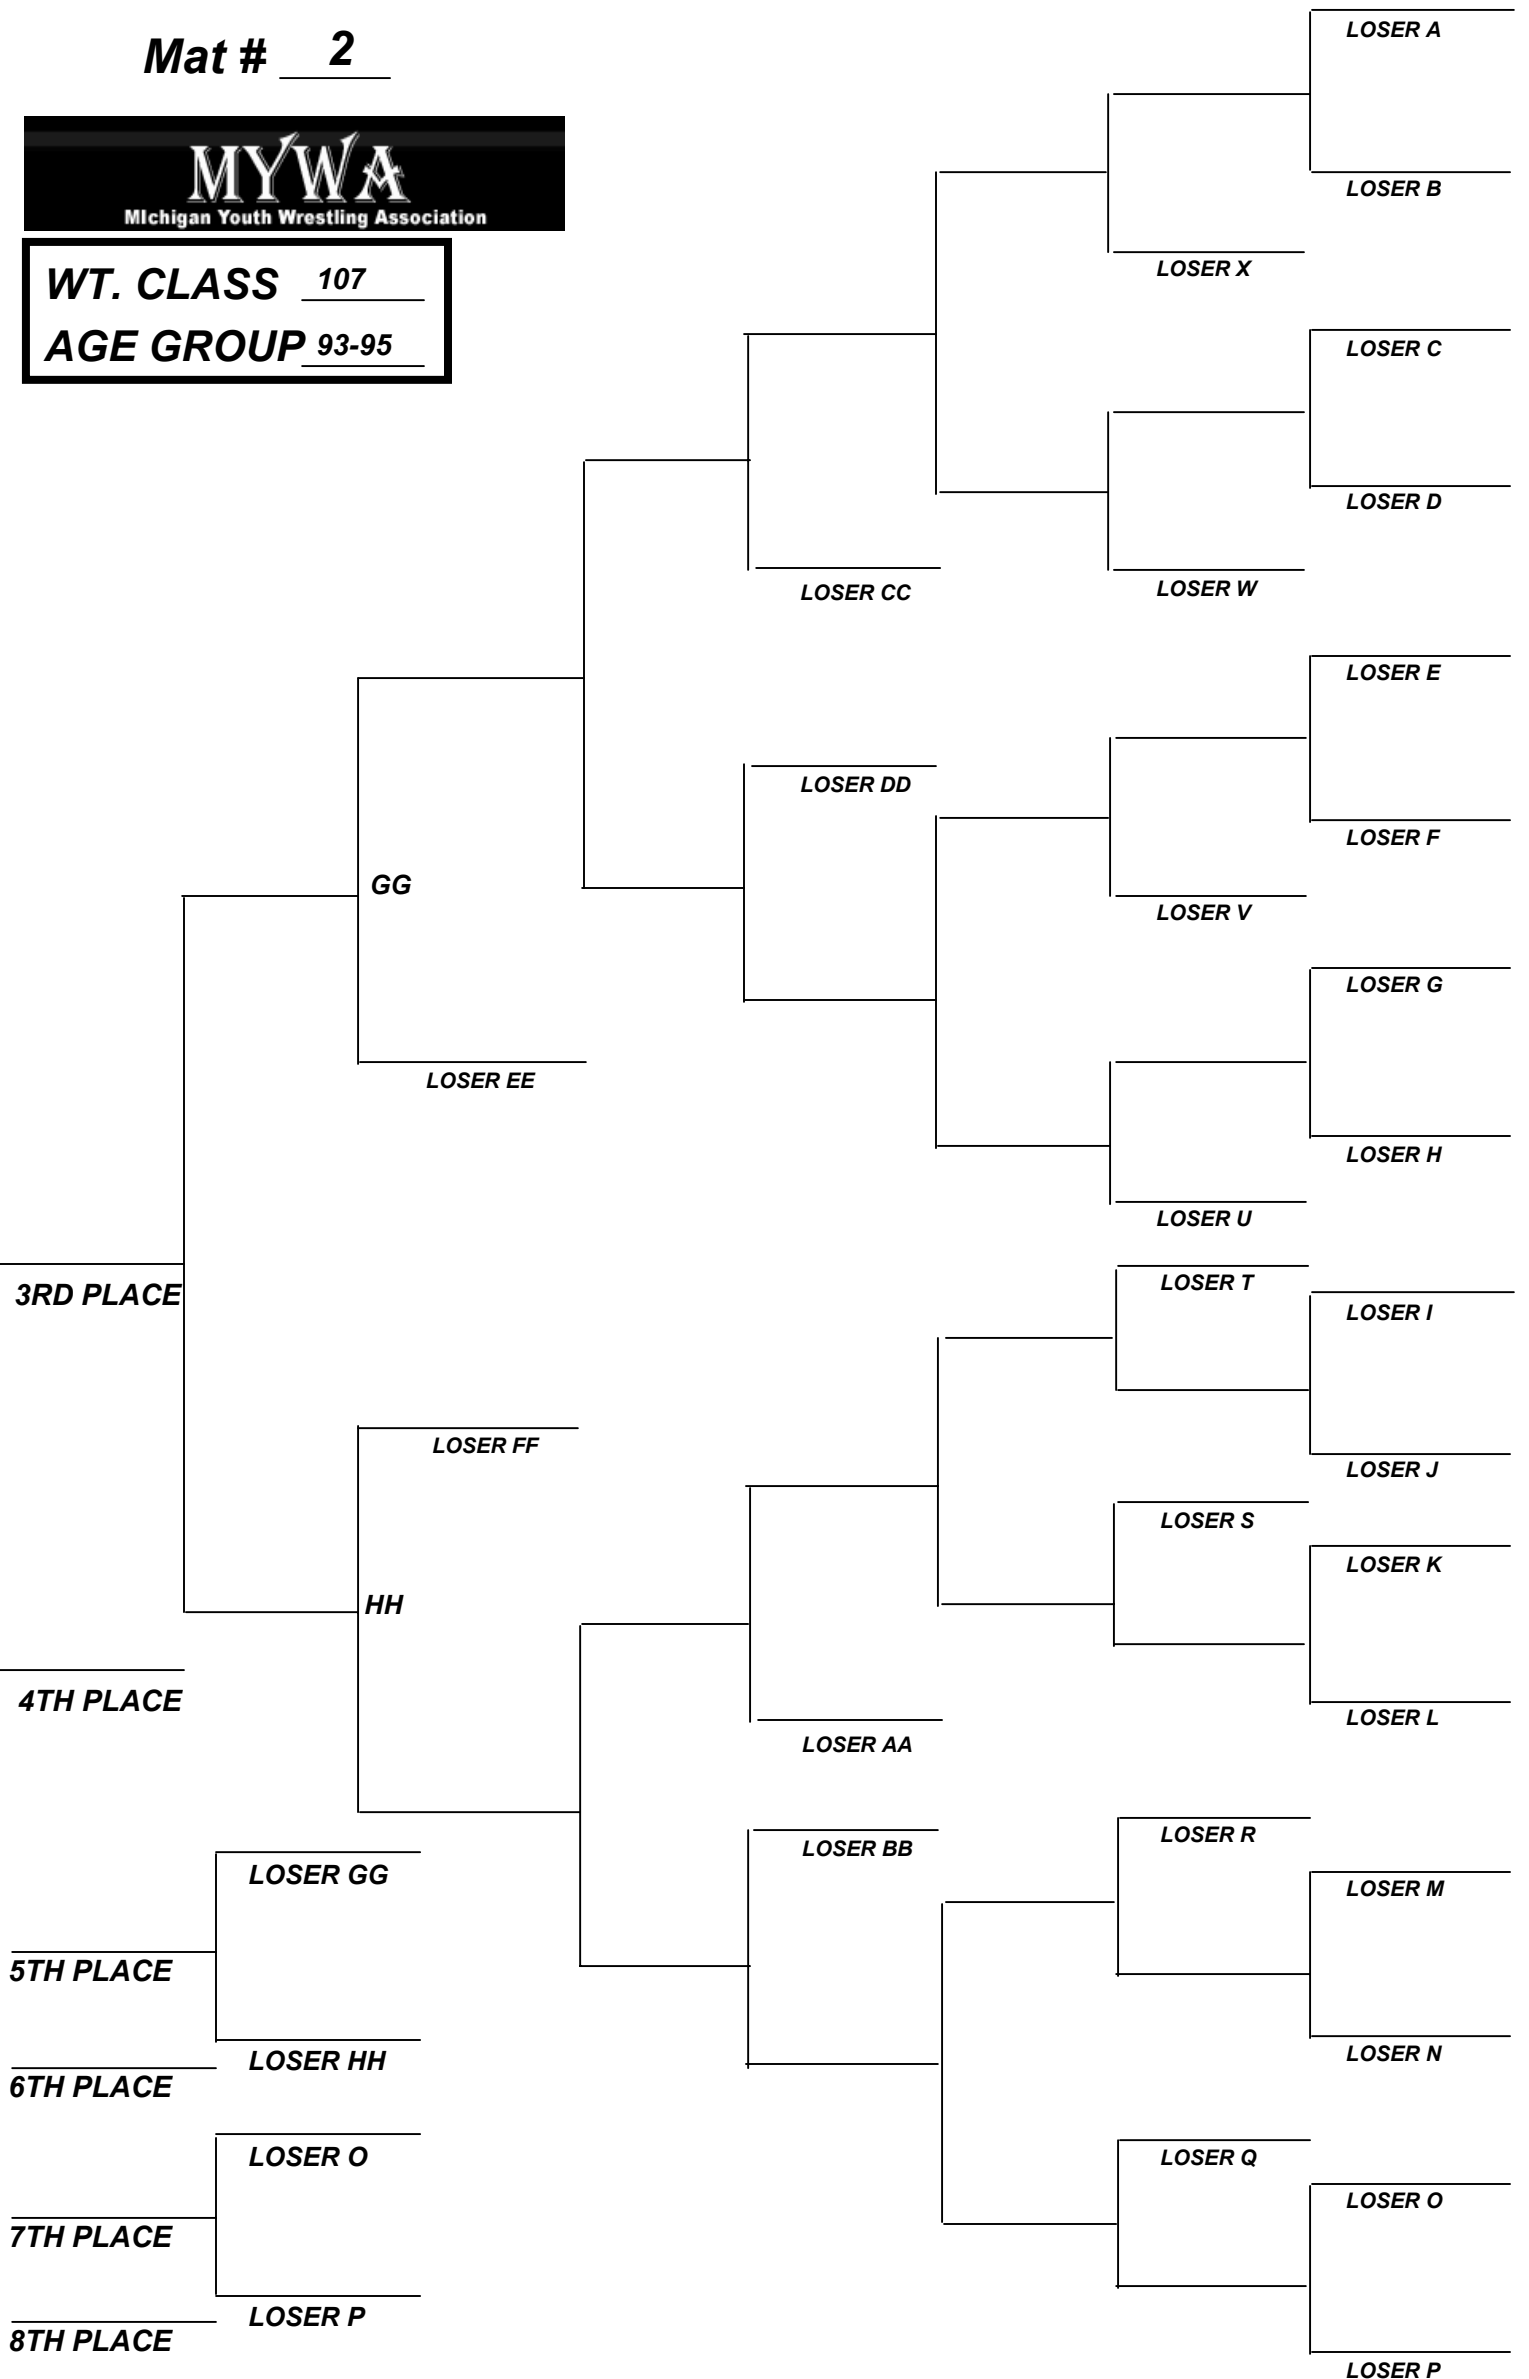 Mat # 2
MYWA
MIchigan Youth Wrestling Association
WT. CLASS 107
AGE GROUP 93-95
LOSER A
LOSER B
LOSER X
LOSER C
LOSER D
LOSER W
LOSER CC
LOSER E
LOSER DD
LOSER F
GG
LOSER V
LOSER G
LOSER EE
LOSER H
LOSER U
LOSER T
3RD PLACE
LOSER I
LOSER FF
LOSER J
LOSER S
LOSER K
HH
4TH PLACE
LOSER L
LOSER AA
LOSER R
LOSER BB
LOSER GG
LOSER M
5TH PLACE
LOSER N
LOSER HH
6TH PLACE
LOSER O
LOSER Q
LOSER O
7TH PLACE
LOSER P
8TH PLACE
LOSER P